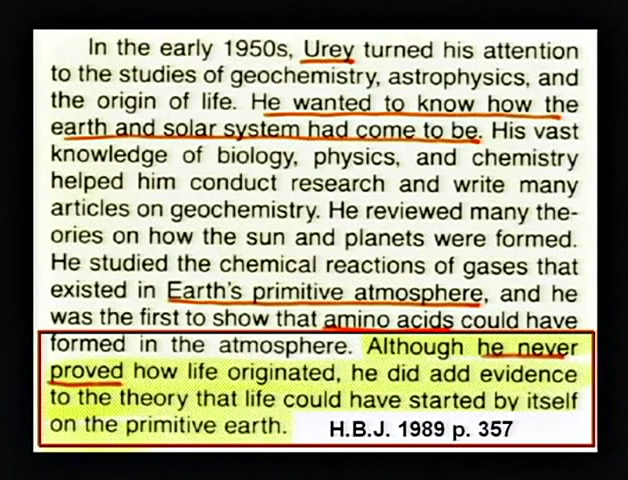 In the early 1950s, Urey turned his attention
to the studies of geochemistry, astrophysics, and
the origin of life. He wanted to know how the
earth and solar system had come to be. His vast
knowledge of biology, physics, and chemistry
helped him conduct research and write many
articles on geochemistry. He reviewed many the-
ories on how the sun and planets were formed.
He studied the chemical reactions of gases that
existed in Earth's primitive atmosphere, and he
was the first to show that amino acids could have
formed in the atmosphere. Although he never
proved how life originated, he did add evidence
to the theory that life could have started by itself
on the primitive earth. H.B.J. 1989 p. 357